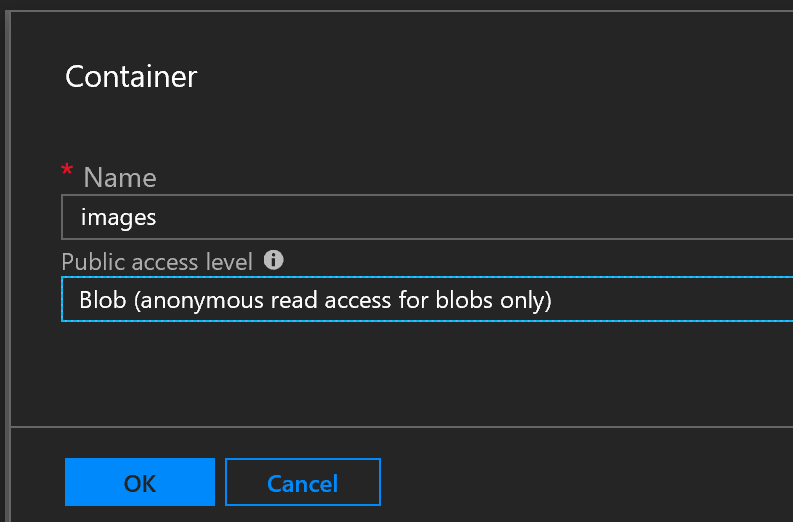 Container
* Name
images
Public access level
Blob (anonymous read access for blobs only)
OK
Cancel